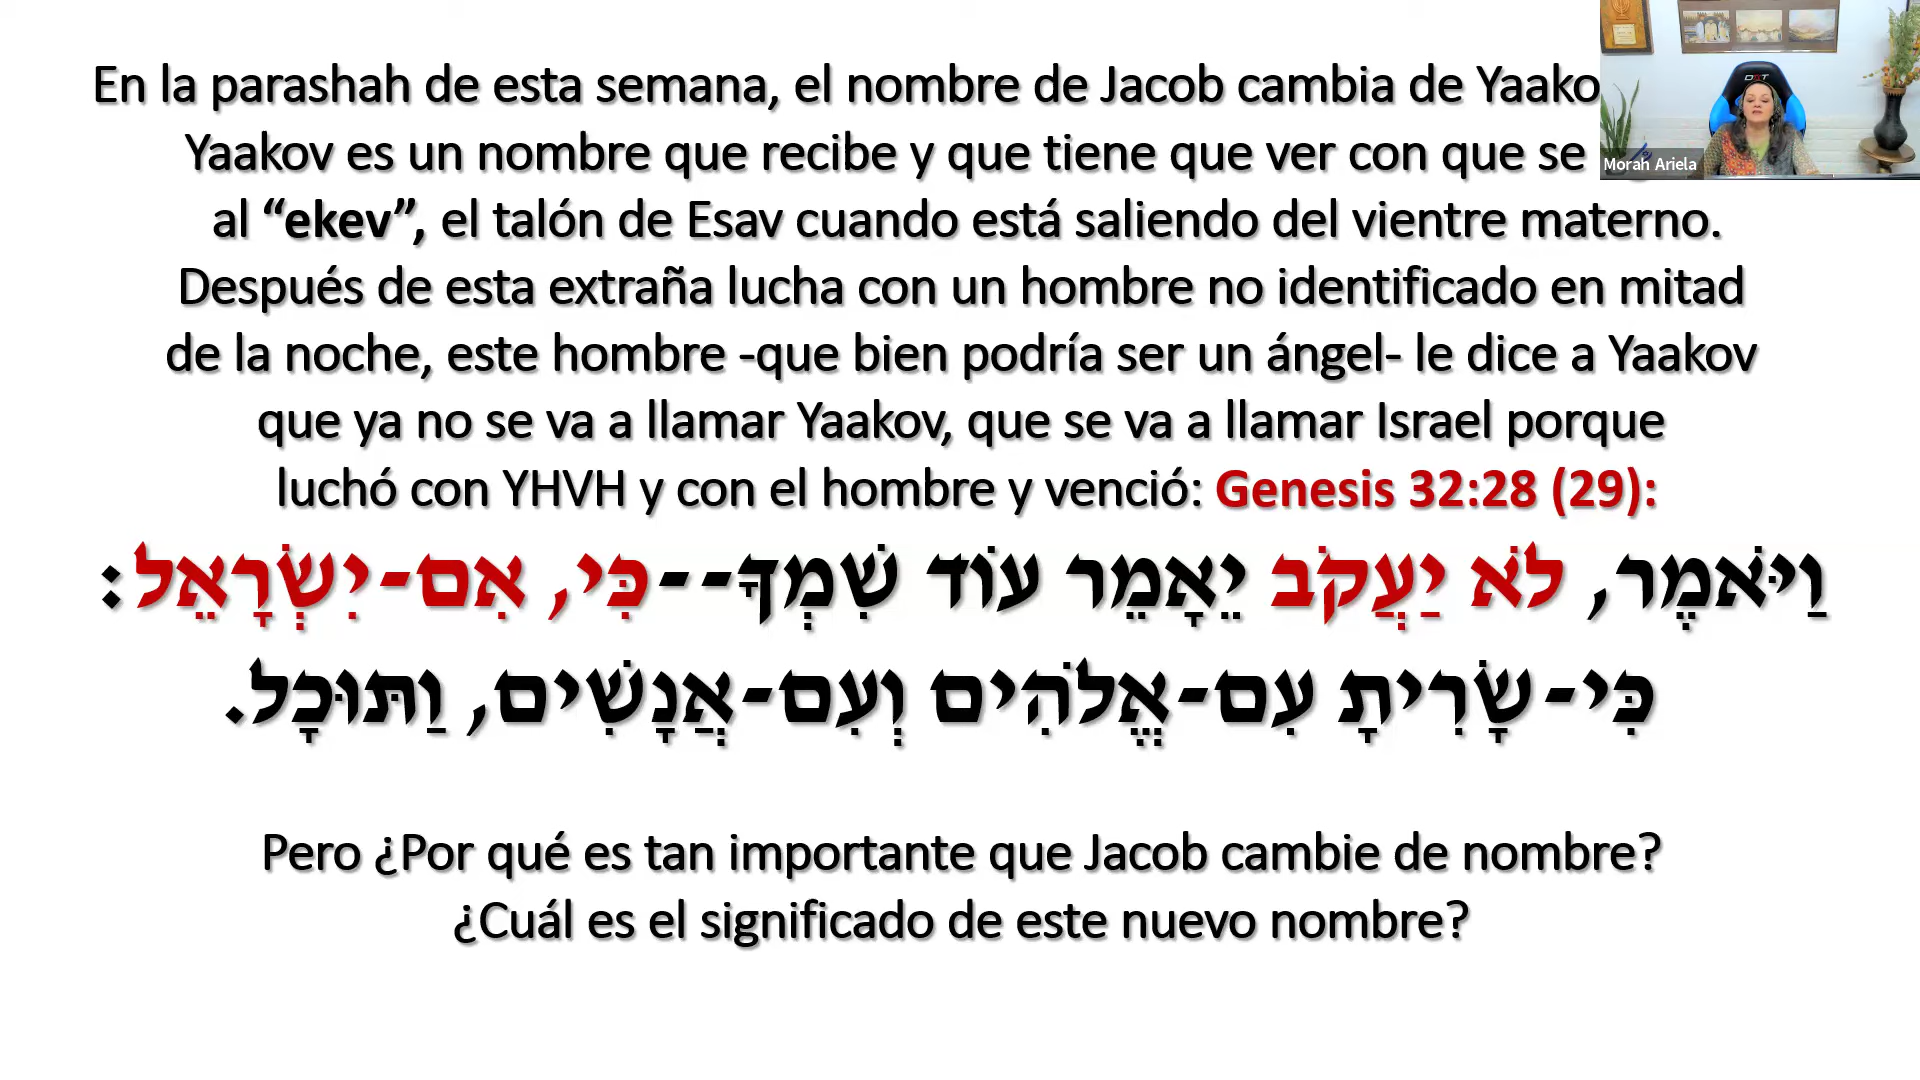 En la parashah de esta semana, el nombre de Jacob cambia de
Yaakov es un nombre que recibe y que tiene que ver con que se
al “ekev”, el talón de Esav cuando está saliendo del vientre materno.
Después de esta extraña lucha con un hombre no identificado en mitad
de la noche, este hombre -que bien podría ser un ángel- le dice a Yaakov
que ya no se va a llamar Yaakov, que se va a llamar Israel porque
luchó con YHVH y con el hombre y venció: Genesis 32:28 (29):
וַיֹּאמֶר, לֹא יַעֲקֹב יֵאָמֵר עוֹד שִׁמְךָ--כִּי, אִם-יִשְׂרָאֵל:
כִּי-שָׂרִיתָ עִם-אֱלֹהִים וְעִם-אֲנָשִׁים, וַתּוּכָל.
Pero ¿Por qué es tan importante que Jacob cambie de nombre?
¿Cuál es el significado de este nuevo nombre?
Morah Ariela